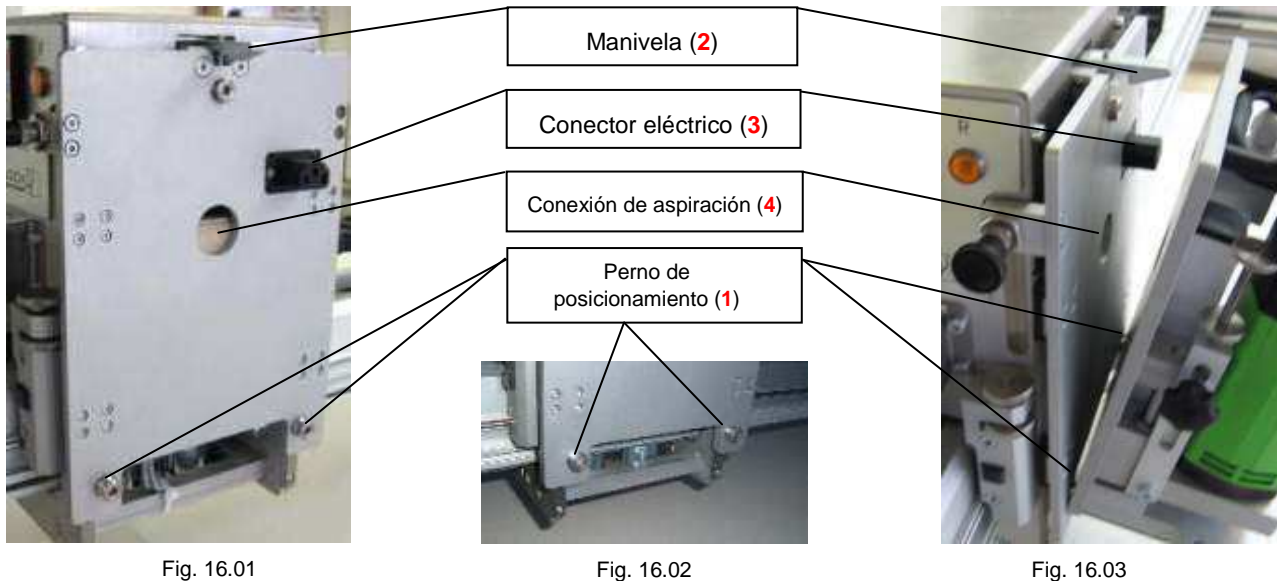 Manivela (2)
Conector eléctrico (3)
Conexión de aspiración (4)
Perno de
posicionamiento (1)
Fig. 16.01
Fig. 16.02
Fig. 16.03